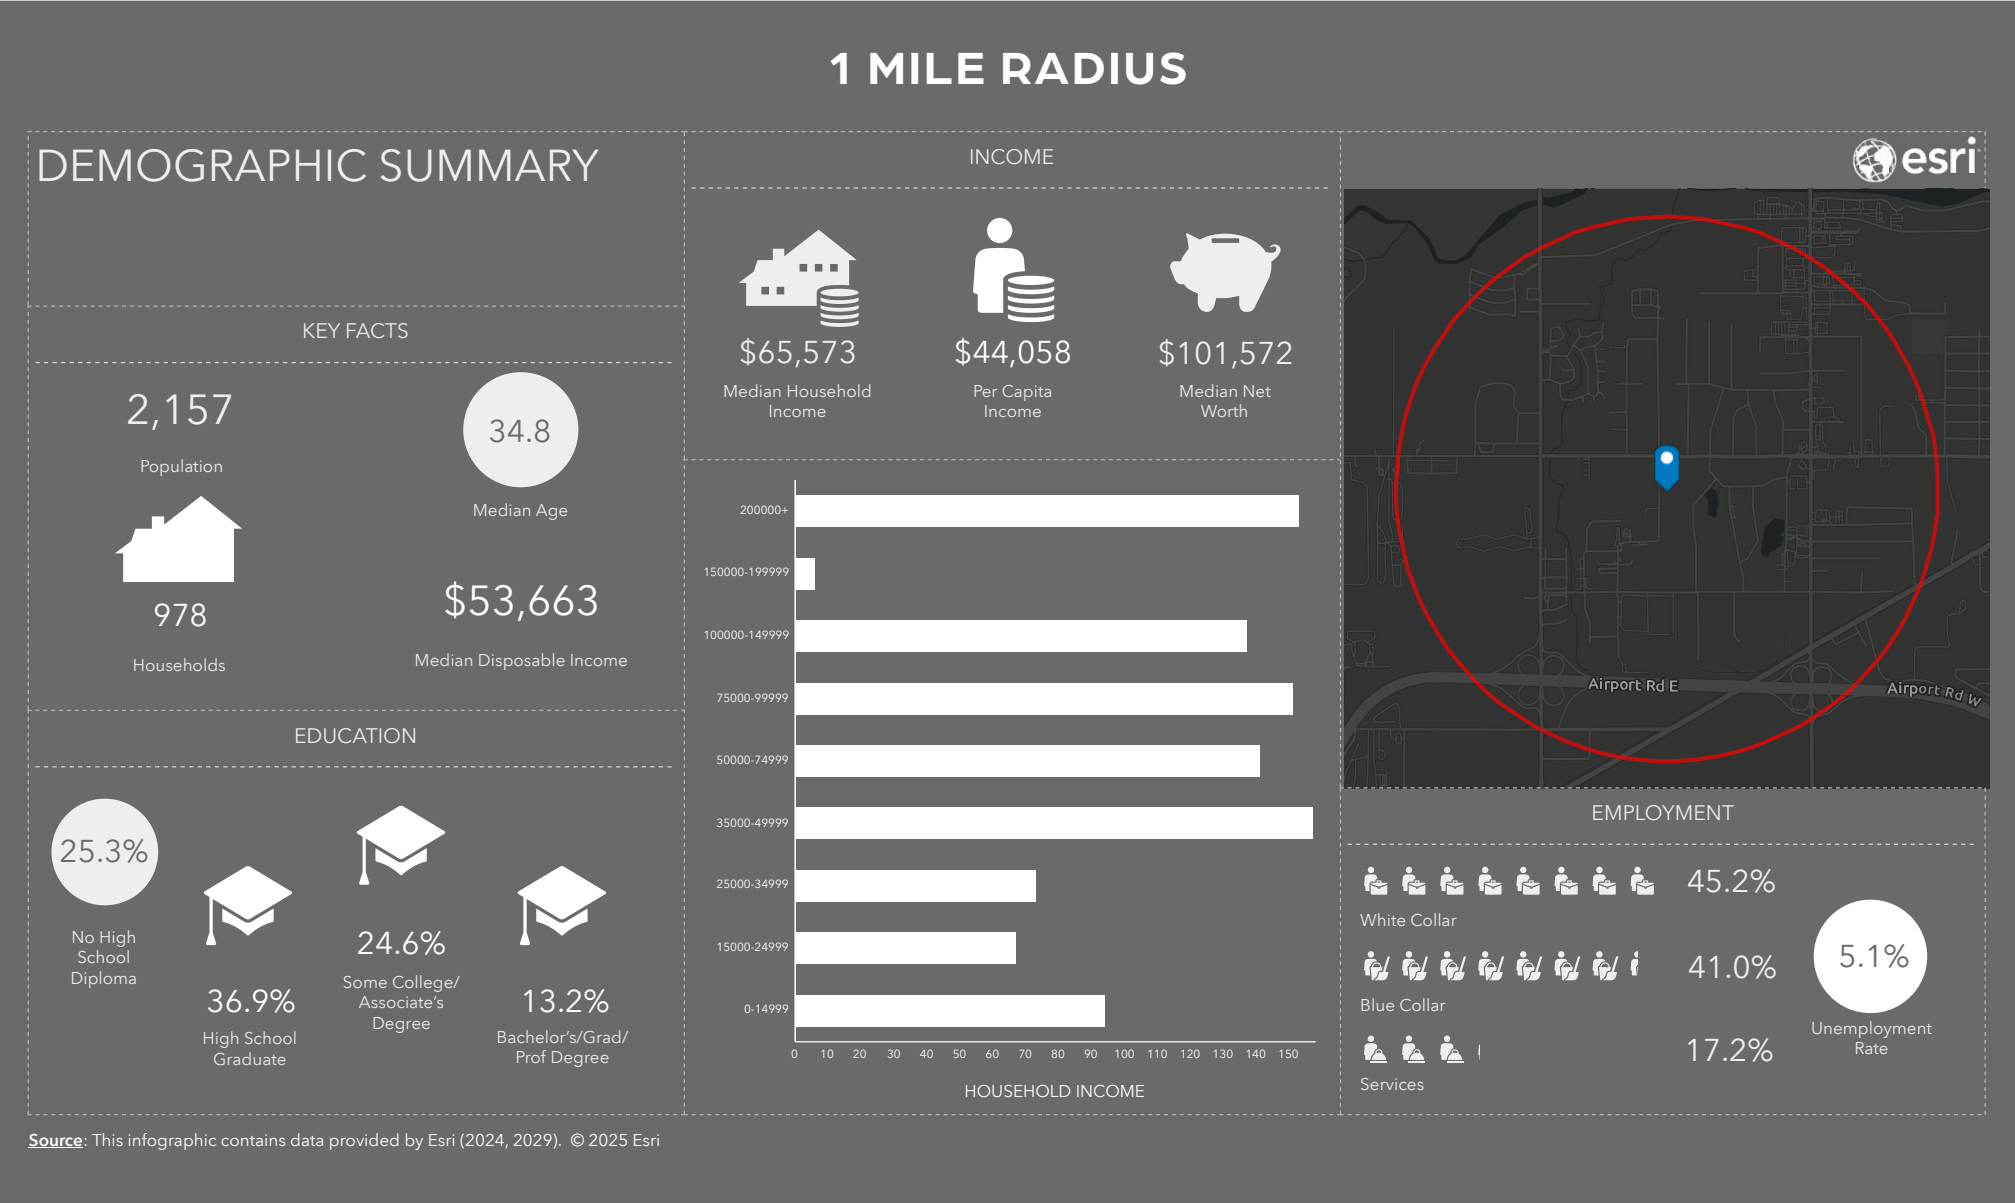 1 MILE RADIUS
DEMOGRAPHIC SUMMARY
KEY FACTS
2,157
Population
34.8
Median Age
978
Households
$53,663
Median Disposable Income
EDUCATION
25.3%
No High
School
Diploma
36.9%
High School
Graduate
24.6%
Some College/
Associate's
Degree
13.2%
Bachelor's/Grad/
Prof Degree
INCOME
$65,573
Median Household
Income
$44,058
Per Capita
Income
$101,572
Median Net
Worth
200000+
150000-199999
100000-149999
75000-99999
50000-74999
35000-49999
25000-34999
15000-24999
0-14999
0 10 20 30 40 50 60 70 80 90 100 110 120 130 140 150
HOUSEHOLD INCOME
esri
Airport Rd E
Airport Rd W
EMPLOYMENT
45.2%
White Collar
41.0%
Blue Collar
17.2%
Services
5.1%
Unemployment
Rate
Source: This infographic contains data provided by Esri (2024, 2029). © 2025 Esri